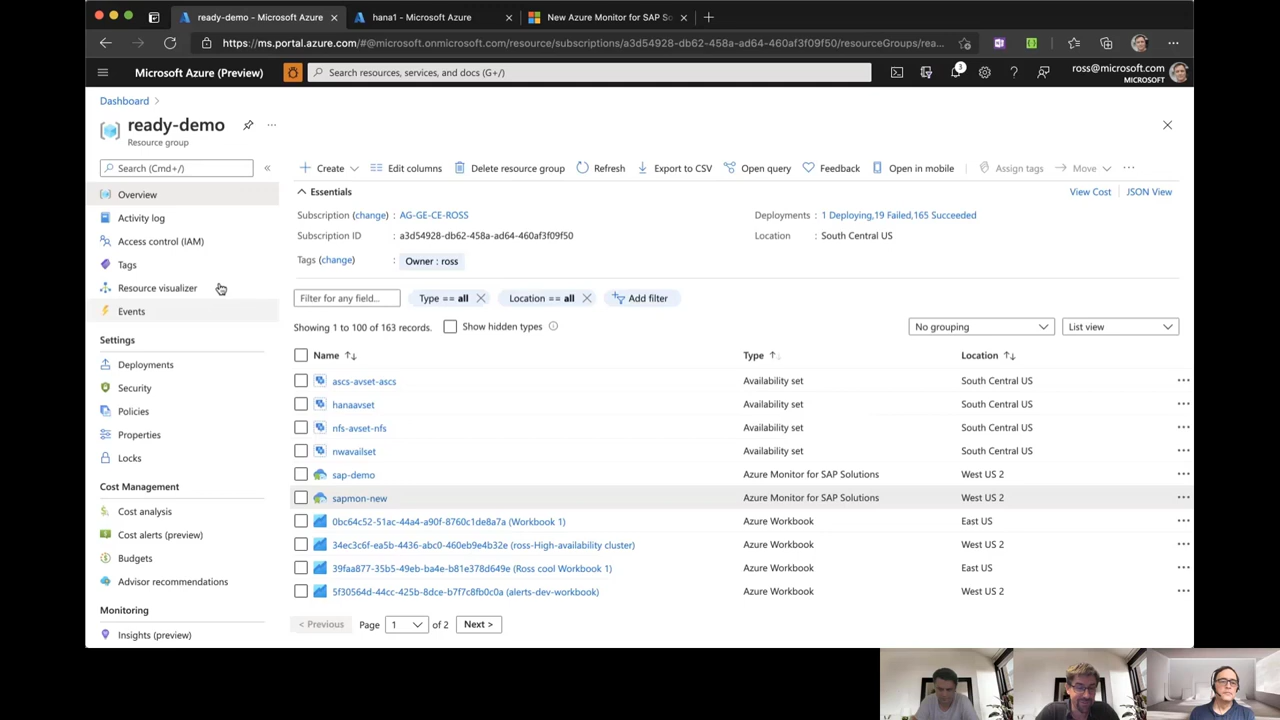 ready-demo - Microsoft Azure
hana1 - Microsoft Azure
New Azure Monitor for SAP So
https://ms.portal.azure.com/#@microsoft.onmicrosoft.com/resource/subscriptions/a3d54928-db62-458a-ad64-460af3f09f50/resourceGroups/rea...
Microsoft Azure (Preview)
Search resources, services, and docs (G+/)
3
ross@microsoft.com
MICROSOFT
Dashboard >
ready-demo
Resource group
Search (Cmd+/)
Create
Edit columns
Delete resource group
Refresh
Export to CSV
Open query
Feedback
Open in mobile
Assign tags
Move
Overview
Activity log
Access control (IAM)
Tags
Resource visualizer
Events
Settings
Deployments
Security
Policies
Properties
Locks
Cost Management
Cost analysis
Cost alerts (preview)
Budgets
Advisor recommendations
Monitoring
Insights (preview)
Essentials
View Cost JSON View
Subscription (change) : AG-GE-CE-ROSS
Deployments : 1 Deploying,19 Failed,165 Succeeded
Subscription ID : a3d54928-db62-458a-ad64-460af3f09f50
Location : South Central US
Tags (change) : Owner : ross
Filter for any field...
Type == all
Location == all
Add filter
Showing 1 to 100 of 163 records.
Show hidden types
No grouping
List view
Name Type Location
ascs-avset-ascs Availability set South Central US
hanaavset Availability set South Central US
nfs-avset-nfs Availability set South Central US
nwavailset Availability set South Central US
sap-demo Azure Monitor for SAP Solutions West US 2
sapmon-new Azure Monitor for SAP Solutions West US 2
0bc64c52-51ac-44a4-a90f-8760c1de8a7a (Workbook 1) Azure Workbook East US
34ec3c6f-ea5b-4436-abc0-460eb9e4b32e (ross-High-availability cluster) Azure Workbook West US 2
39faa877-35b5-49eb-ba4e-b81e378d649e (Ross cool Workbook 1) Azure Workbook East US
5f30564d-44cc-425b-8dce-b7f7c8fb0c0a (alerts-dev-workbook) Azure Workbook West US 2
< Previous Page 1 of 2 Next >